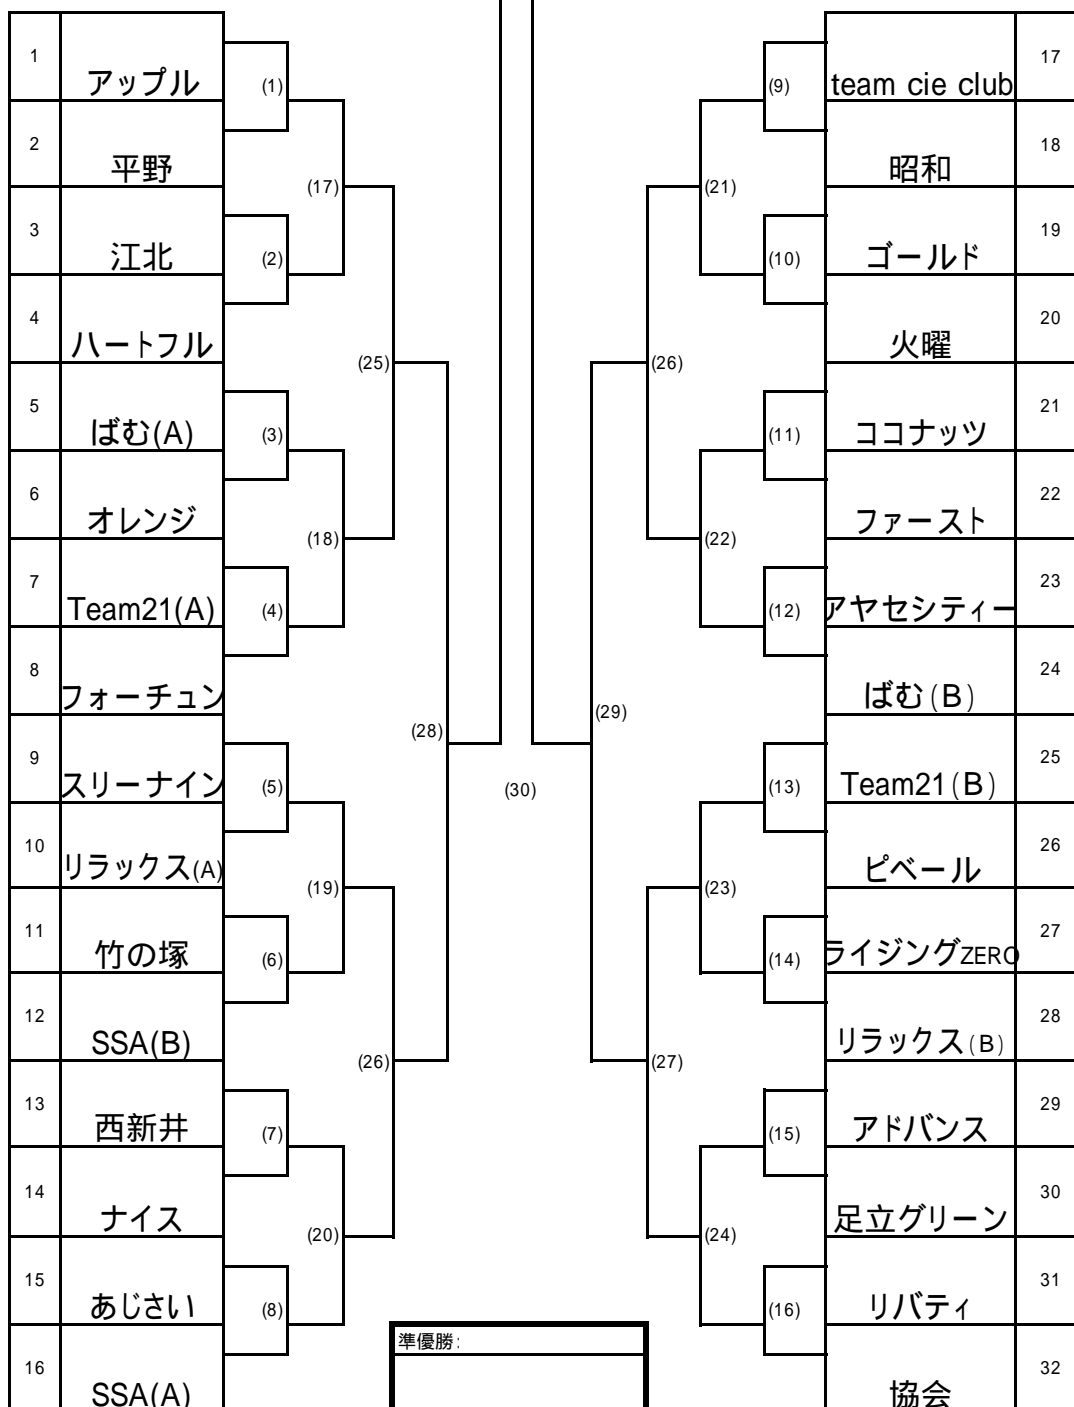 1 アップル
2 平野
3 江北
4 ハートフル
5 ばむ(A)
6 オレンジ
7 Team21(A)
8 フォーチュン
9 スリーナイン
10 リラックス(A)
11 竹の塚
12 SSA(B)
13 西新井
14 ナイス
15 あじさい
16 SSA(A)
(1)
(2)
(3)
(4)
(5)
(6)
(7)
(8)
(17)
(18)
(19)
(20)
(25)
(26)
(28)
(30)
準優勝:
(29)
(26)
(27)
(21)
(22)
(23)
(24)
(9)
(10)
(11)
(12)
(13)
(14)
(15)
(16)
team cie club 17
昭和 18
ゴールド 19
火曜 20
ココナッツ 21
ファースト 22
アヤセシティー 23
ばむ(B) 24
Team21(B) 25
ピベール 26
ライジングZERO 27
リラックス(B) 28
アドバンス 29
足立グリーン 30
リバティ 31
協会 32